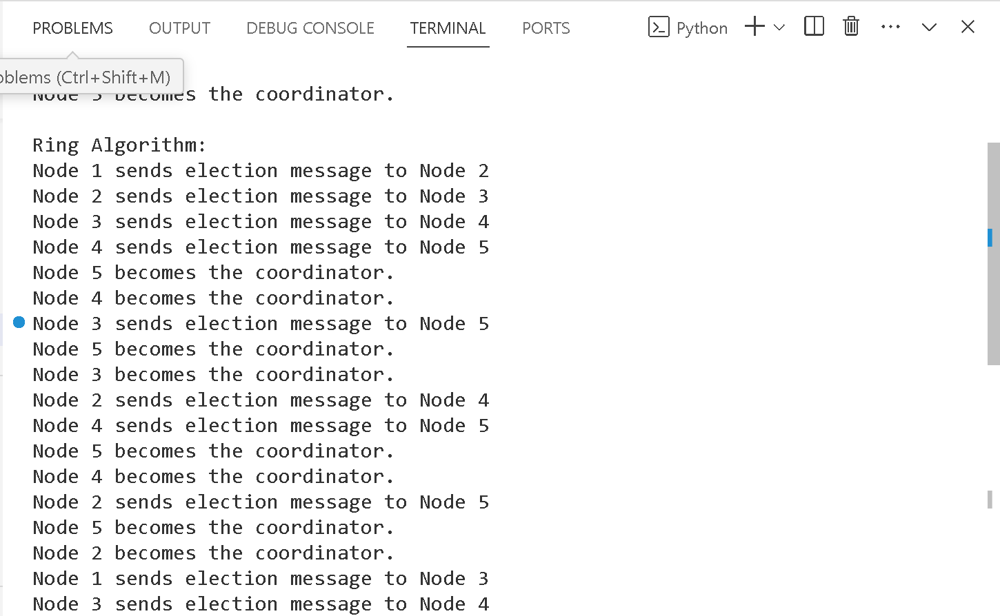 PROBLEMS OUTPUT DEBUG CONSOLE TERMINAL PORTS Python
(Ctrl+Shift+M)
Node becomes the coordinator.
Ring Algorithm:
Node 1 sends election message to Node 2
Node 2 sends election message to Node 3
Node 3 sends election message to Node 4
Node 4 sends election message to Node 5
Node 5 becomes the coordinator.
Node 4 becomes the coordinator.
Node 3 sends election message to Node 5
Node 5 becomes the coordinator.
Node 3 becomes the coordinator.
Node 2 sends election message to Node 4
Node 4 sends election message to Node 5
Node 5 becomes the coordinator.
Node 4 becomes the coordinator.
Node 2 sends election message to Node 5
Node 5 becomes the coordinator.
Node 2 becomes the coordinator.
Node 1 sends election message to Node 3
Node 3 sends election message to Node 4